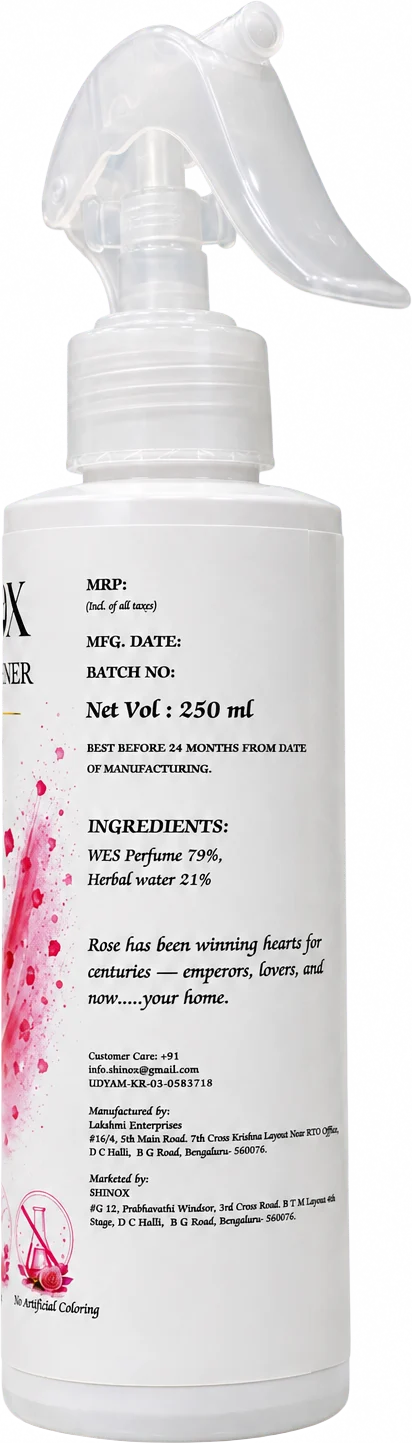 OX
ENER
MRP:
(Incl. of all taxes)
MFG. DATE:
BATCH NO:
Net Vol : 250 ml
BEST BEFORE 24 MONTHS FROM DATE
OF MANUFACTURING.
INGREDIENTS:
WES Perfume 79%,
Herbal water 21%
Rose has been winning hearts for
centuries — emperors, lovers, and
now.....your home.
Customer Care: +91
info.shinox@gmail.com
UDYAM-KR-03-0583718
Manufactured by:
Lakshmi Enterprises
#16/4, 5th Main Road. 7th Cross Krishna Layout Near RTO Office,
D C Halli,  B G Road, Bengaluru- 560076.
Marketed by:
SHINOX
#G 12, Prabhavathi Windsor, 3rd Cross Road. B T M Layout 4th
Stage, D C Halli,  B G Road, Bengaluru- 560076.
No Artificial Coloring